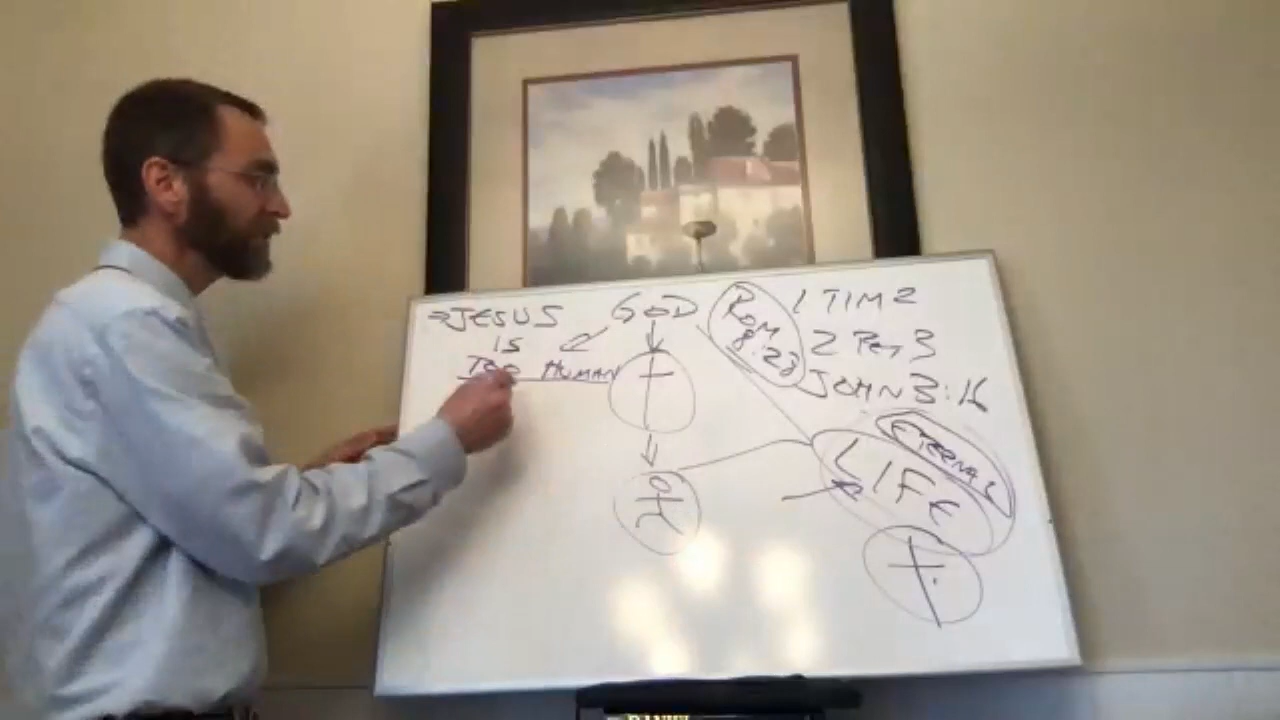 ⇒JESUS
IS
TOO HUMAN
GOD
ROM
8:28
1 TIM 2
2 PET 3
JOHN 3:16
ETERNAL
LIFE